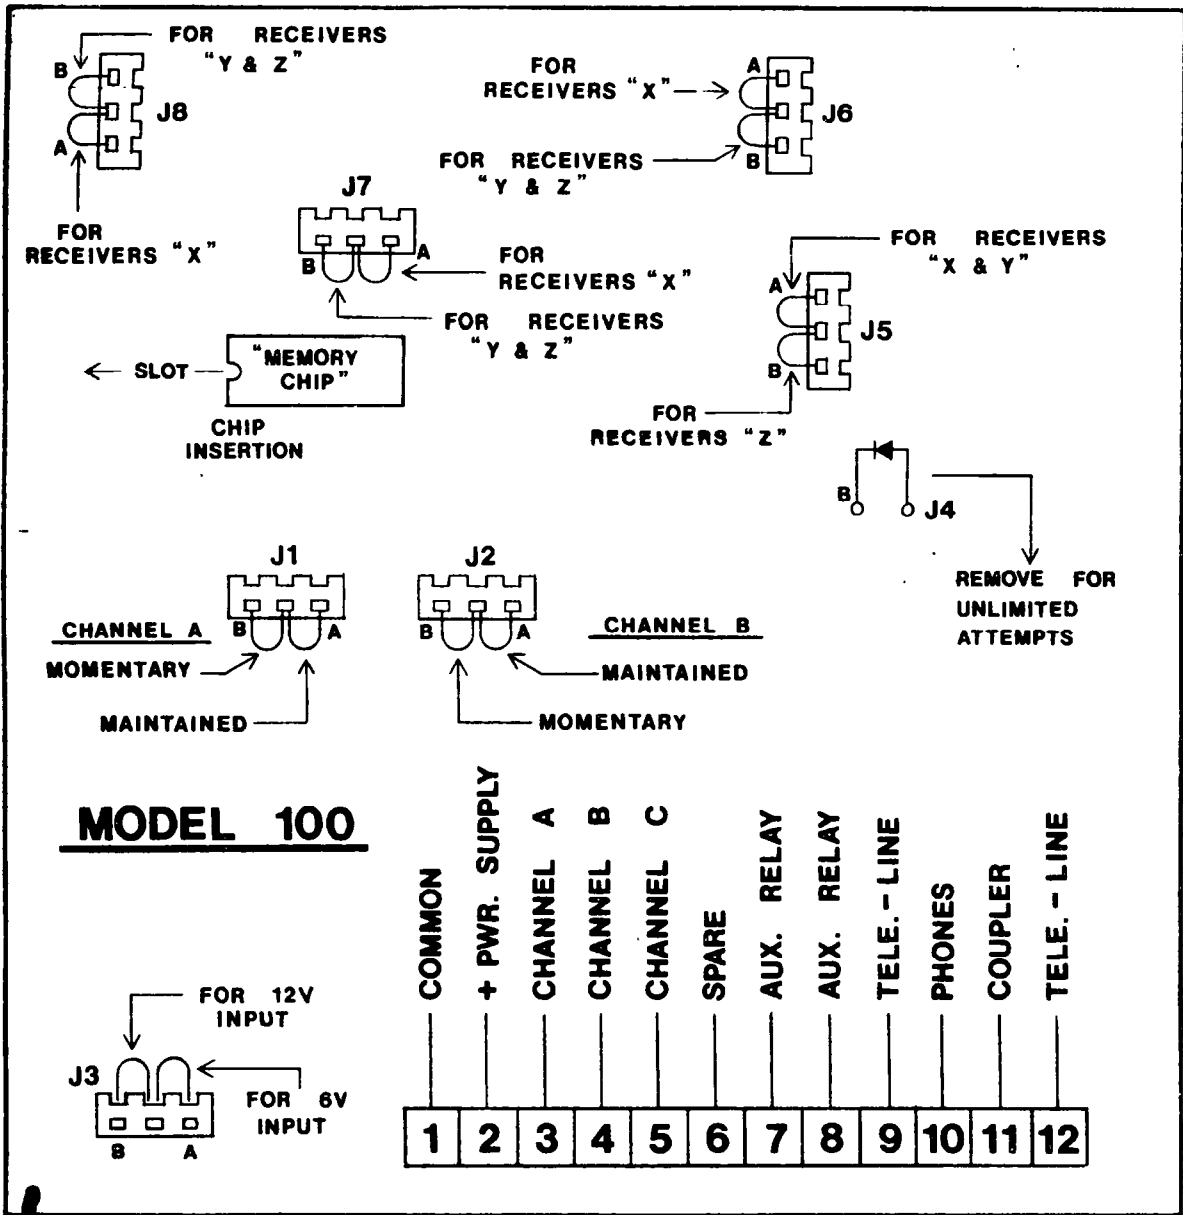 FOR RECEIVERS
"Y & Z"
B
J8
A
FOR
RECEIVERS "X"
FOR
RECEIVERS "X"
A
J6
B
FOR RECEIVERS
"Y & Z"
J7
B
A
FOR
RECEIVERS "X"
FOR RECEIVERS
"Y & Z"
FOR RECEIVERS
"X & Y"
A
J5
B
FOR
RECEIVERS "Z"
SLOT
"MEMORY
CHIP"
CHIP
INSERTION
B
J4
REMOVE FOR
UNLIMITED
ATTEMPTS
J1
CHANNEL A
B
A
MOMENTARY
MAINTAINED
J2
B
A
CHANNEL B
MAINTAINED
MOMENTARY
MODEL 100
FOR 12V
INPUT
J3
FOR 6V
INPUT
B
A
COMMON
+ PWR. SUPPLY
CHANNEL A
CHANNEL B
CHANNEL C
SPARE
AUX. RELAY
AUX. RELAY
TELE.-LINE
PHONES
COUPLER
TELE.-LINE
1 2 3 4 5 6 7 8 9 10 11 12